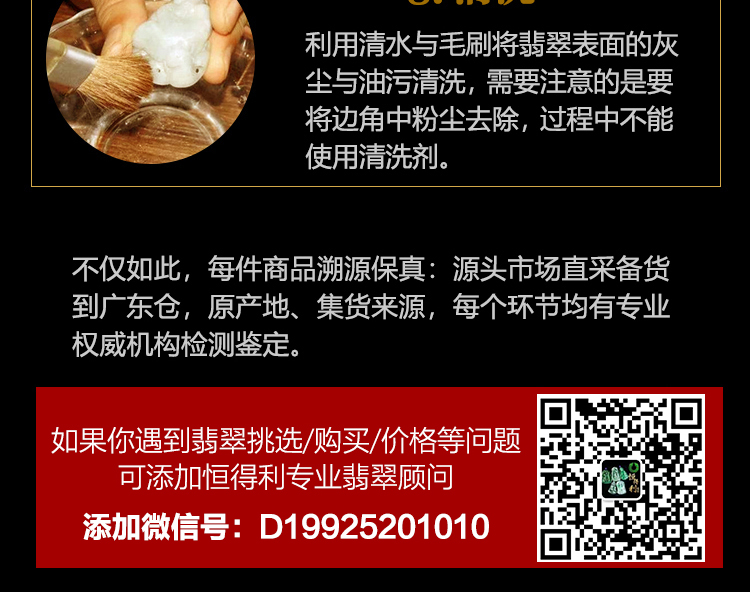 利用清水与毛刷将翡翠表面的灰
尘与油污清洗，需要注意的是要
将边角中粉尘去除，过程中不能
使用清洗剂。
不仅如此，每件商品溯源保真：源头市场直采备货
到广东仓，原产地、集货来源，每个环节均有专业
权威机构检测鉴定。
如果你遇到翡翠挑选/购买/价格等问题
可添加恒得利专业翡翠顾问
添加微信号：D19925201010